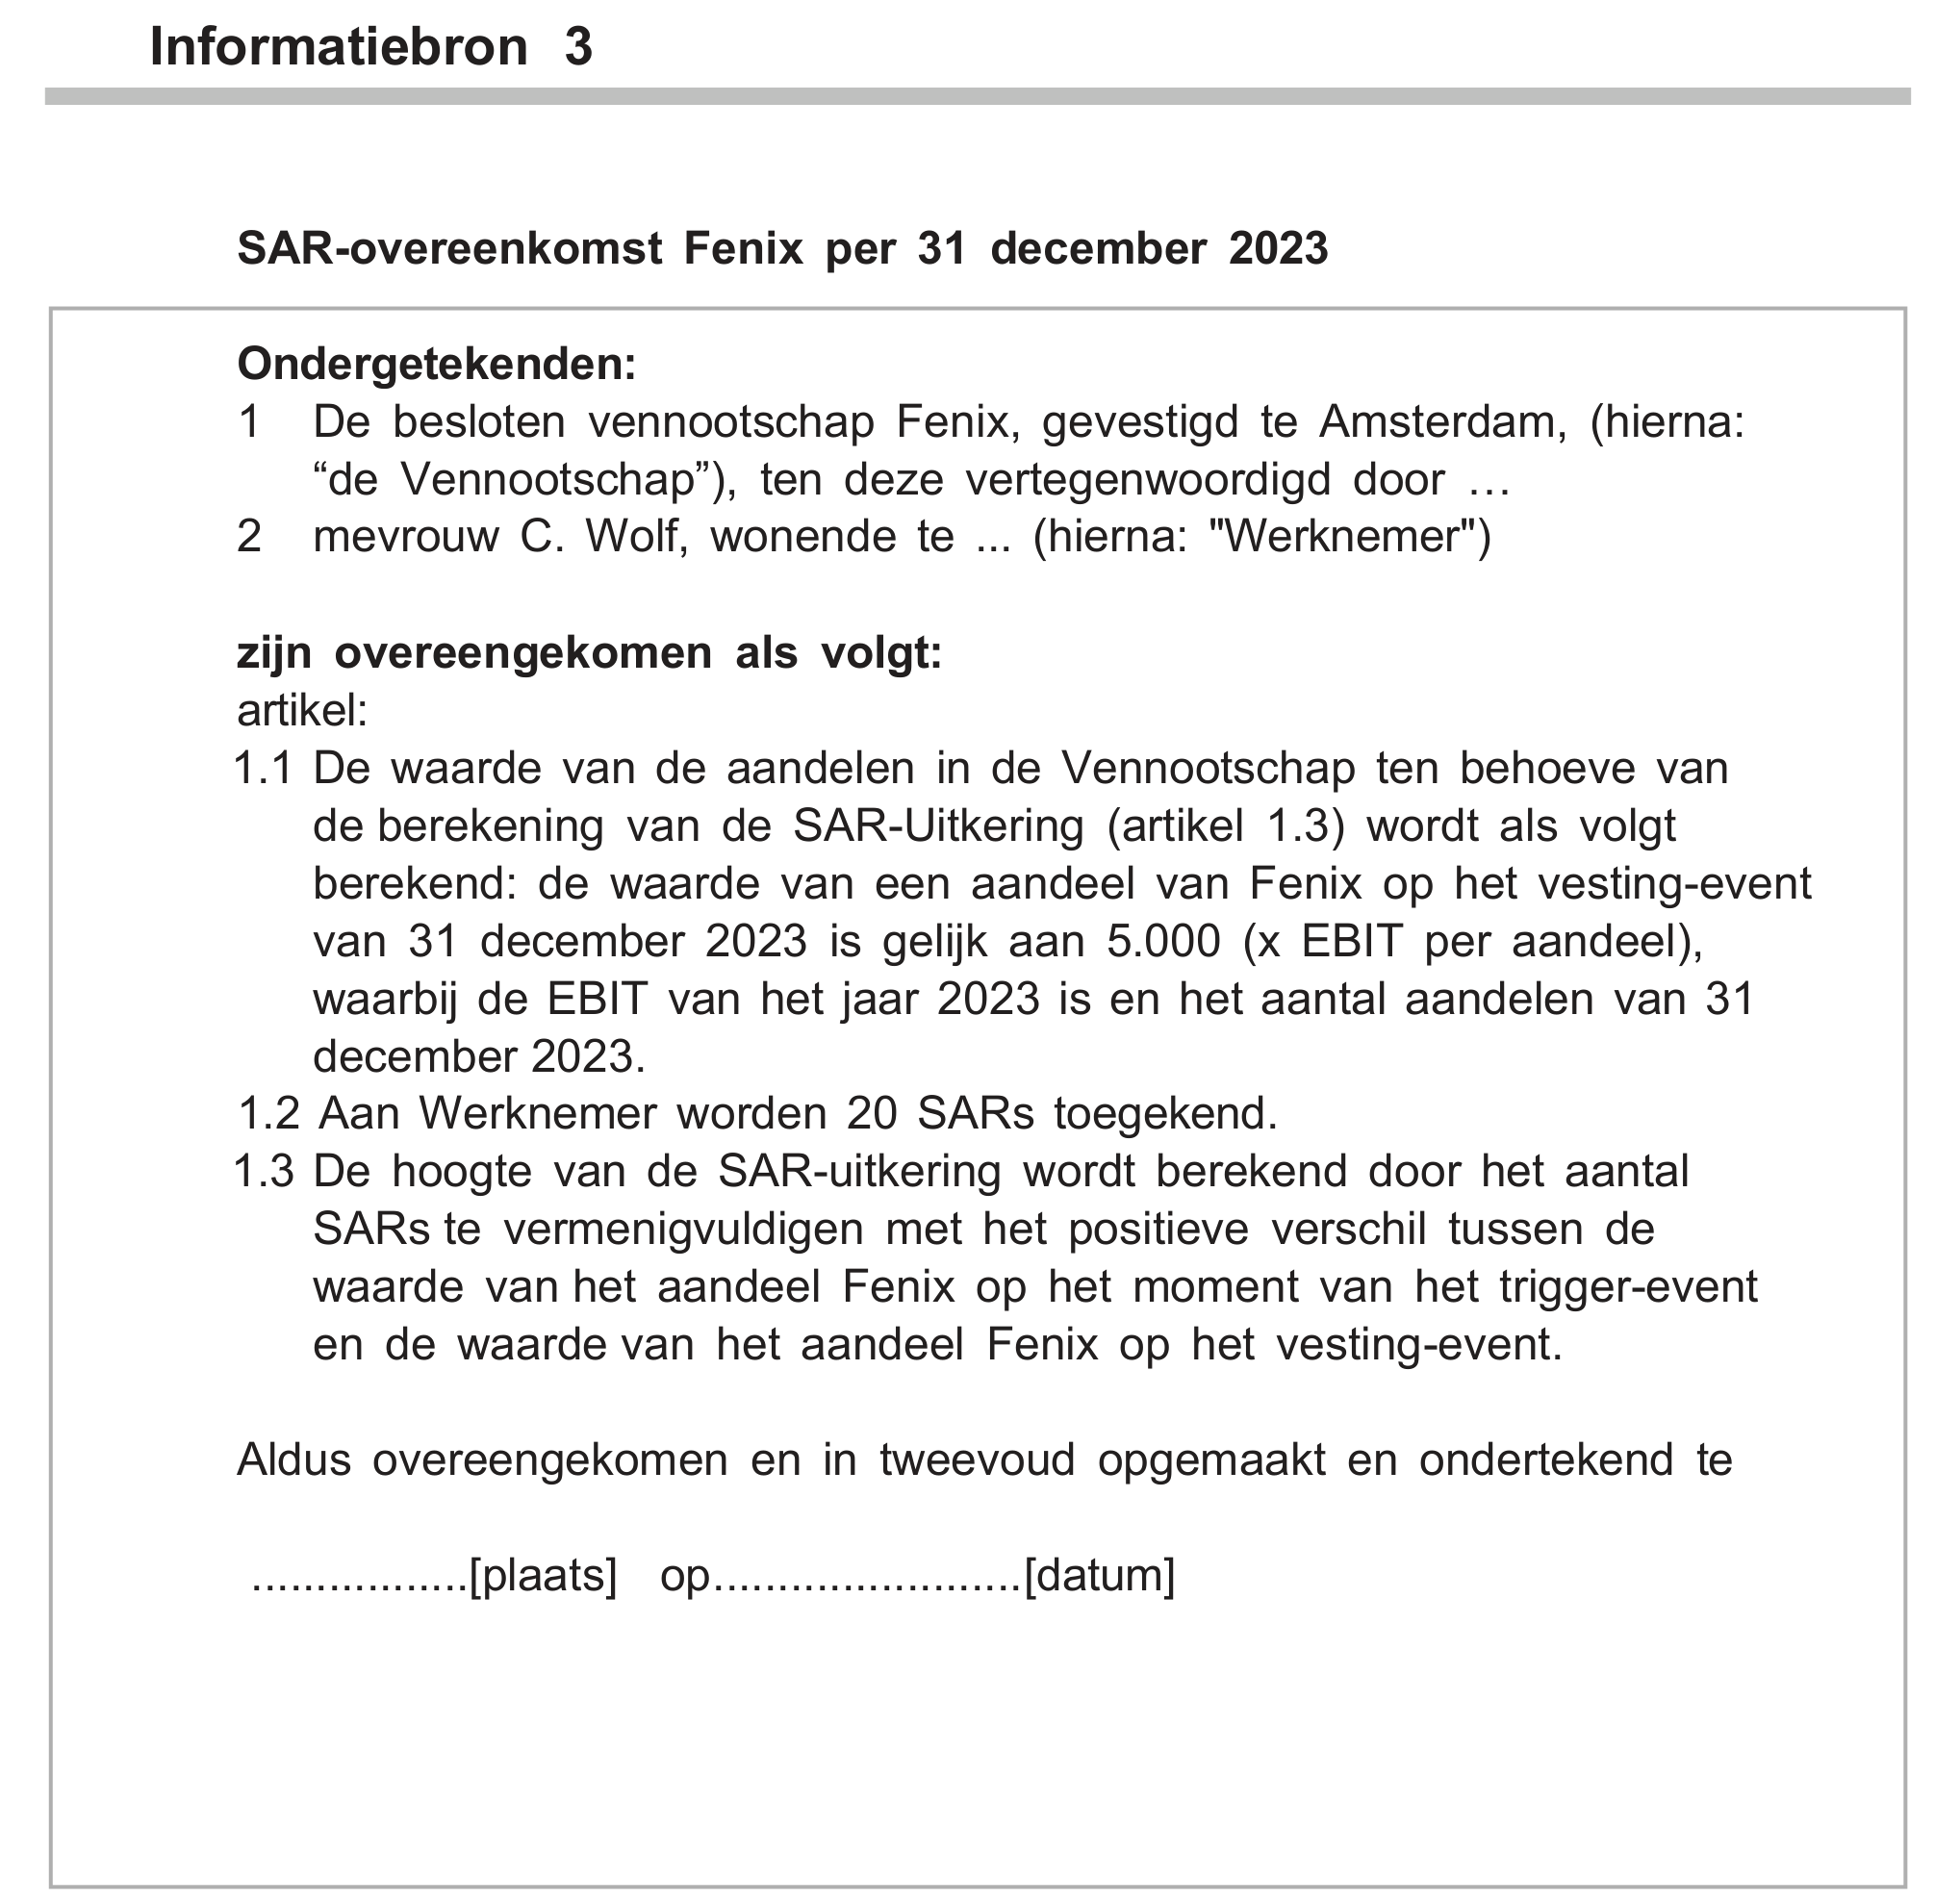 Informatiebron 3
SAR-overeenkomst Fenix per 31 december 2023
Ondergetekenden:
1 De besloten vennootschap Fenix, gevestigd te Amsterdam, (hierna:
“de Vennootschap”), ten deze vertegenwoordigd door …
2 mevrouw C. Wolf, wonende te ... (hierna: "Werknemer")
zijn overeengekomen als volgt:
artikel:
1.1 De waarde van de aandelen in de Vennootschap ten behoeve van
de berekening van de SAR-Uitkering (artikel 1.3) wordt als volgt
berekend: de waarde van een aandeel van Fenix op het vesting-event
van 31 december 2023 is gelijk aan 5.000 (x EBIT per aandeel),
waarbij de EBIT van het jaar 2023 is en het aantal aandelen van 31
december 2023.
1.2 Aan Werknemer worden 20 SARs toegekend.
1.3 De hoogte van de SAR-uitkering wordt berekend door het aantal
SARs te vermenigvuldigen met het positieve verschil tussen de
waarde van het aandeel Fenix op het moment van het trigger-event
en de waarde van het aandeel Fenix op het vesting-event.
Aldus overeengekomen en in tweevoud opgemaakt en ondertekend te
.................[plaats] op........................[datum]